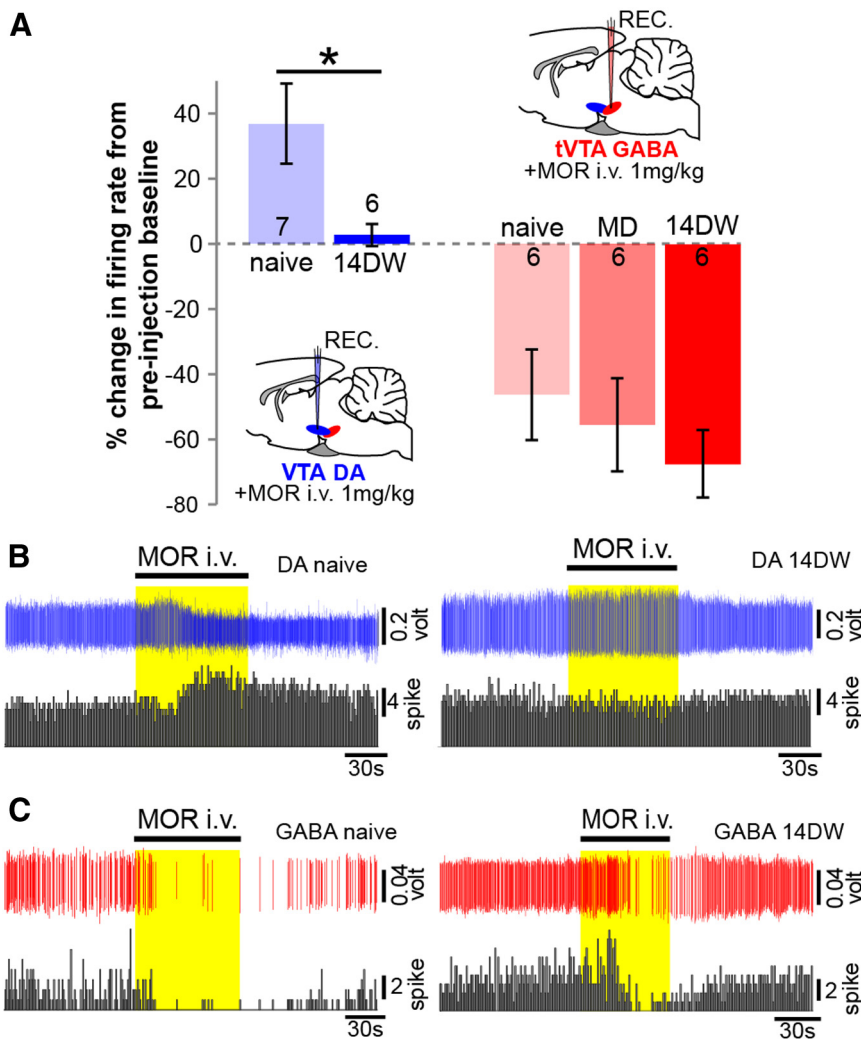 A
% change in firing rate from
pre-injection baseline
40
20
0
-20
-40
-60
-80
*
7
6
naive
14DW
REC.
VTA DA
+MOR i.v. 1mg/kg
REC.
tVTA GABA
+MOR i.v. 1mg/kg
naive
MD
14DW
6
6
6
B
MOR i.v.
DA naive
0.2
volt
4
spike
30s
MOR i.v.
DA 14DW
0.2
volt
4
spike
30s
C
MOR i.v.
GABA naive
0.04
volt
2
spike
30s
MOR i.v.
GABA 14DW
0.04
volt
2
spike
30s